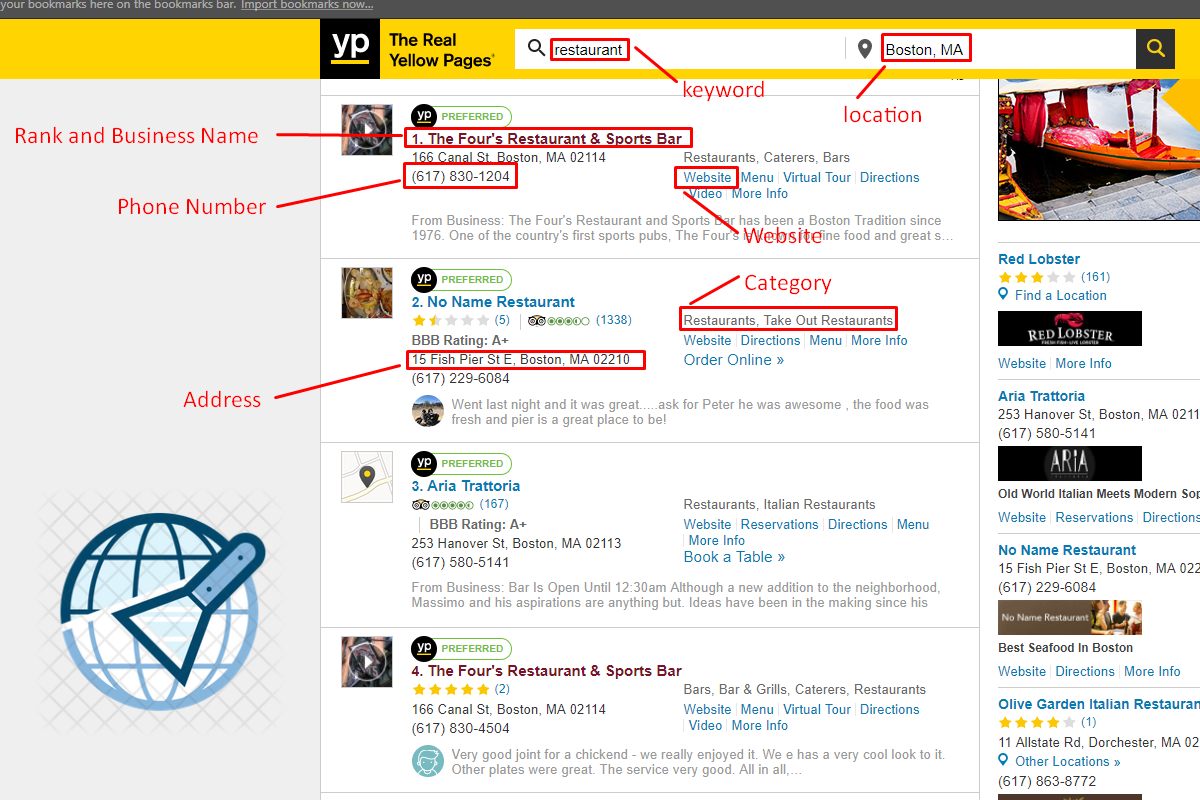 your bookmarks here on the bookmarks bar. Import bookmarks now...
yp The Real
Yellow Pages
restaurant
Boston, MA
keyword
location
Rank and Business Name
Phone Number
Website
Category
Address
yp PREFERRED
1. The Four's Restaurant & Sports Bar
166 Canal St, Boston, MA 02114
(617) 830-1204
Restaurants, Caterers, Bars
Website Menu Virtual Tour Directions
Video More Info
From Business: The Four's Restaurant and Sports Bar has been a Boston Tradition since
1976. One of the country's first sports pubs, The Four's is known for fine food and great s…
yp PREFERRED
2. No Name Restaurant
(5) (1338)
BBB Rating: A+
15 Fish Pier St E, Boston, MA 02210
(617) 229-6084
Restaurants, Take Out Restaurants
Website Directions Menu More Info
Order Online »
Went last night and it was great.....ask for Peter he was awesome , the food was
fresh and pier is a great place to be!
yp PREFERRED
3. Aria Trattoria
(167)
BBB Rating: A+
253 Hanover St, Boston, MA 02113
(617) 580-5141
Restaurants, Italian Restaurants
Website Reservations Directions Menu
More Info
Book a Table »
From Business: Bar Is Open Until 12:30am Although a new addition to the neighborhood,
Massimo and his aspirations are anything but. Ideas have been in the making since his
yp PREFERRED
4. The Four's Restaurant & Sports Bar
(2)
166 Canal St, Boston, MA 02114
(617) 830-4504
Bars, Bar & Grills, Caterers, Restaurants
Website Menu Virtual Tour Directions
Video More Info
Very good joint for a chickend - we really enjoyed it. We e has a very cool look to it.
Other plates were great. The service very good. All in all,…
Red Lobster
(161)
Find a Location
RED LOBSTER
FRESH FISH • LIVE LOBSTER
Website More Info
Aria Trattoria
253 Hanover St, Boston, MA 0211
(617) 580-5141
ARIA
Old World Italian Meets Modern Sop
Website Reservations Directions
No Name Restaurant
15 Fish Pier St E, Boston, MA 022
(617) 229-6084
No Name Restaurant
Best Seafood In Boston
Website Directions More Info
Olive Garden Italian Restauran
(1)
11 Allstate Rd, Dorchester, MA 02
Other Locations »
(617) 863-8772